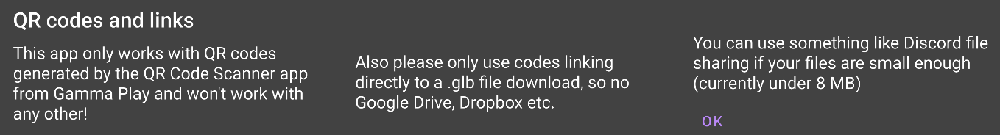 QR codes and links
This app only works with QR codes
generated by the QR Code Scanner app
from Gamma Play and won't work with
any other!
Also please only use codes linking
directly to a .glb file download, so no
Google Drive, Dropbox etc.
You can use something like Discord file
sharing if your files are small enough
(currently under 8 MB)
OK